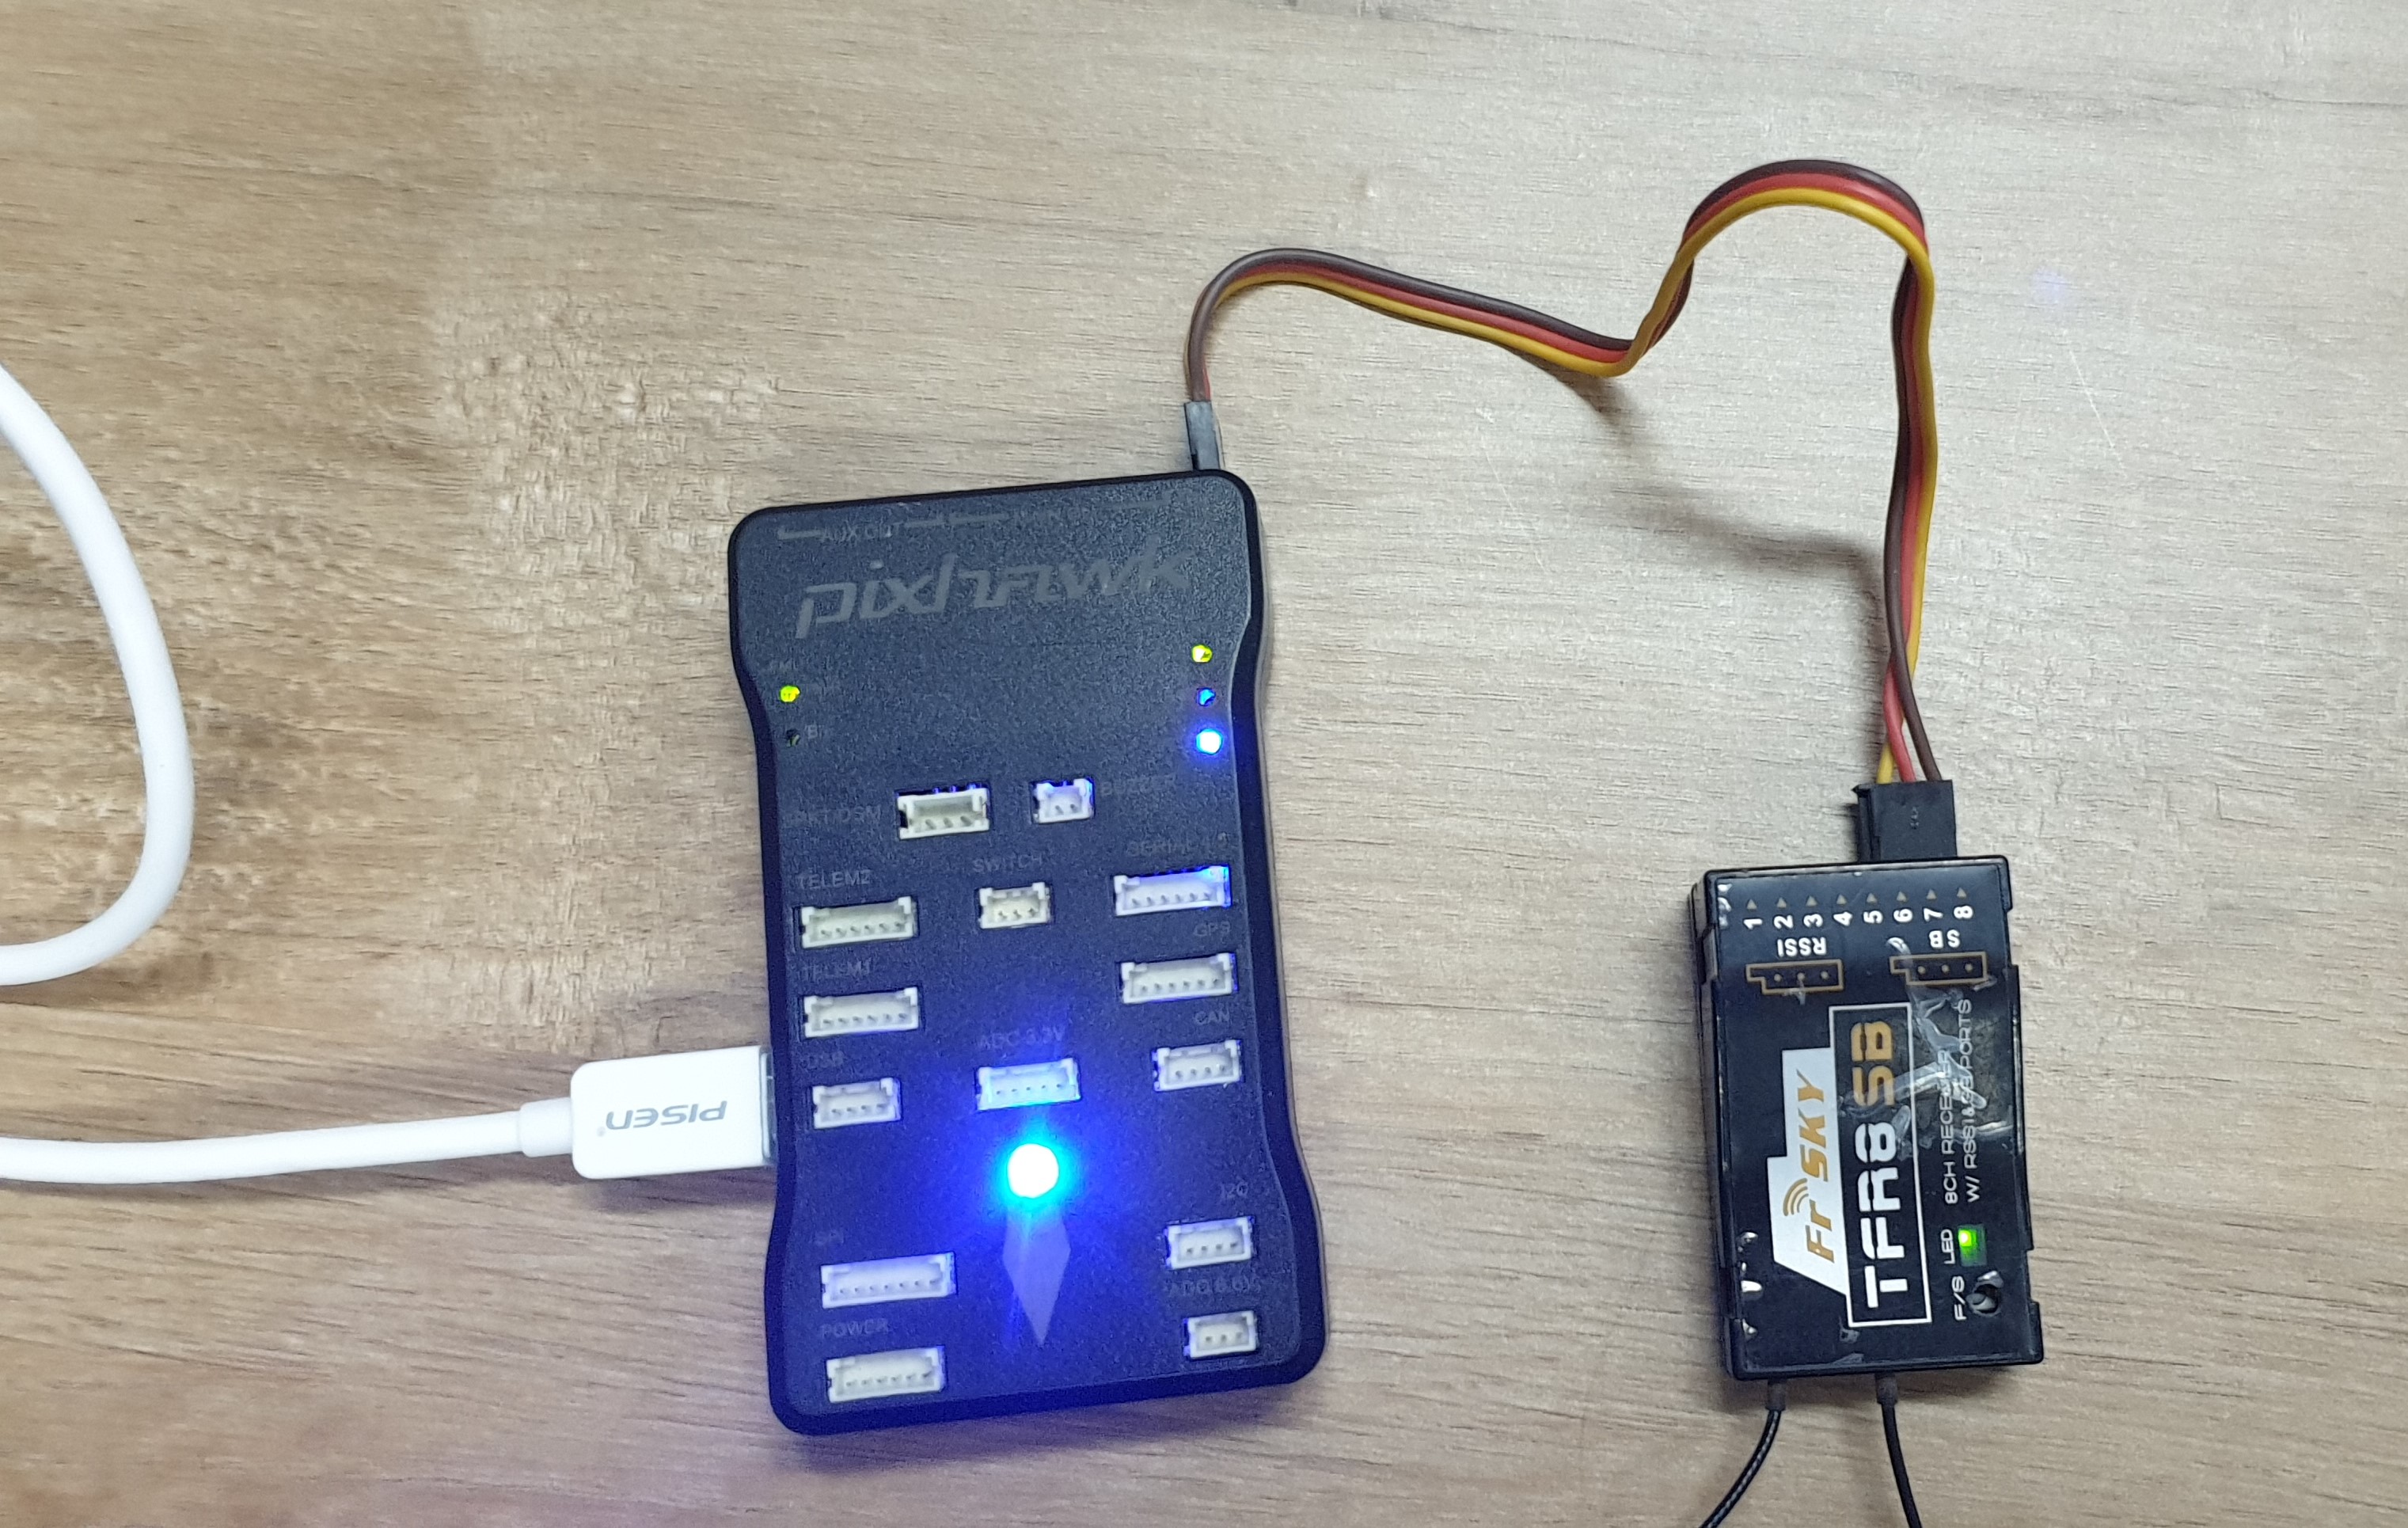 AUX OUT
pixhawk
B
SPKT/DSM
BUZZER
TELEM2
SWITCH
SERIAL 4/5
GPS
TELEM1
CAN
USB
ADC 3.3V
PISEN
SPI
I2C
ADC 6.6V
POWER
1 2 3 4 5 6 7 8
RSSI
SB
FrSKY
TFR8 SB
8CH RECEIVER
W/ RSSI&SB PORTS
F/S LED